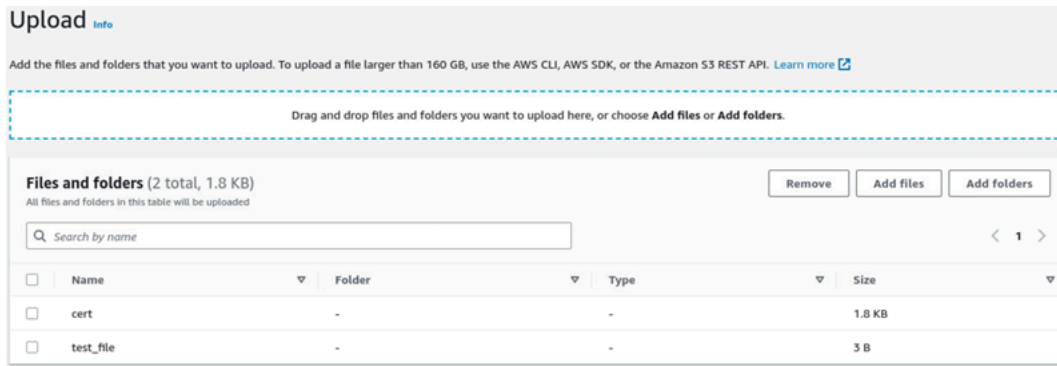 Upload Info
Add the files and folders that you want to upload. To upload a file larger than 160 GB, use the AWS CLI, AWS SDK, or the Amazon S3 REST API. Learn more
Drag and drop files and folders you want to upload here, or choose Add files or Add folders.
Files and folders (2 total, 1.8 KB)
Remove Add files Add folders
All files and folders in this table will be uploaded
Search by name
< 1 >
Name Folder Type Size
cert - - 1.8 KB
test_file - - 3 B